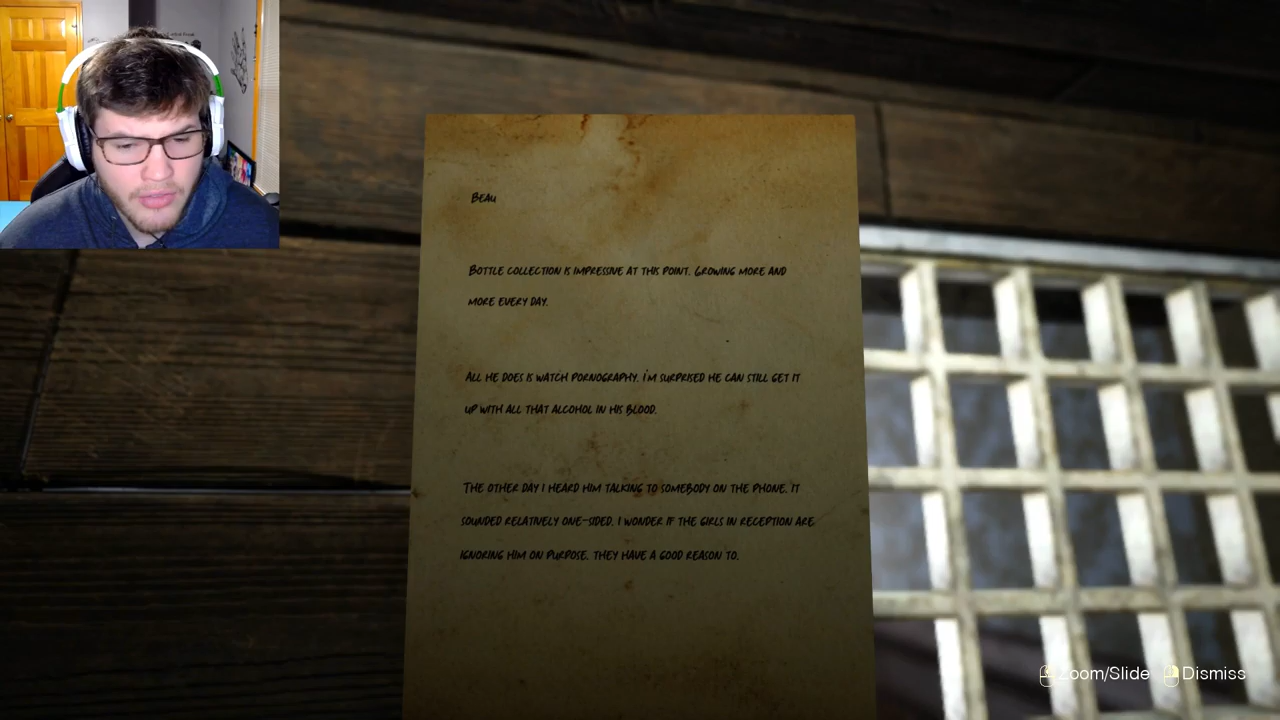 BEAU
BOTTLE COLLECTION IS IMPRESSIVE AT THIS POINT. GROWING MORE AND
MORE EVERY DAY.
ALL HE DOES IS WATCH PORNOGRAPHY. I'M SURPRISED HE CAN STILL GET IT
UP WITH ALL THAT ALCOHOL IN HIS BLOOD.
THE OTHER DAY I HEARD HIM TALKING TO SOMEBODY ON THE PHONE. IT
SOUNDED RELATIVELY ONE-SIDED. I WONDER IF THE GIRLS IN RECEPTION ARE
IGNORING HIM ON PURPOSE. THEY HAVE A GOOD REASON TO.
Zoom/Slide Dismiss